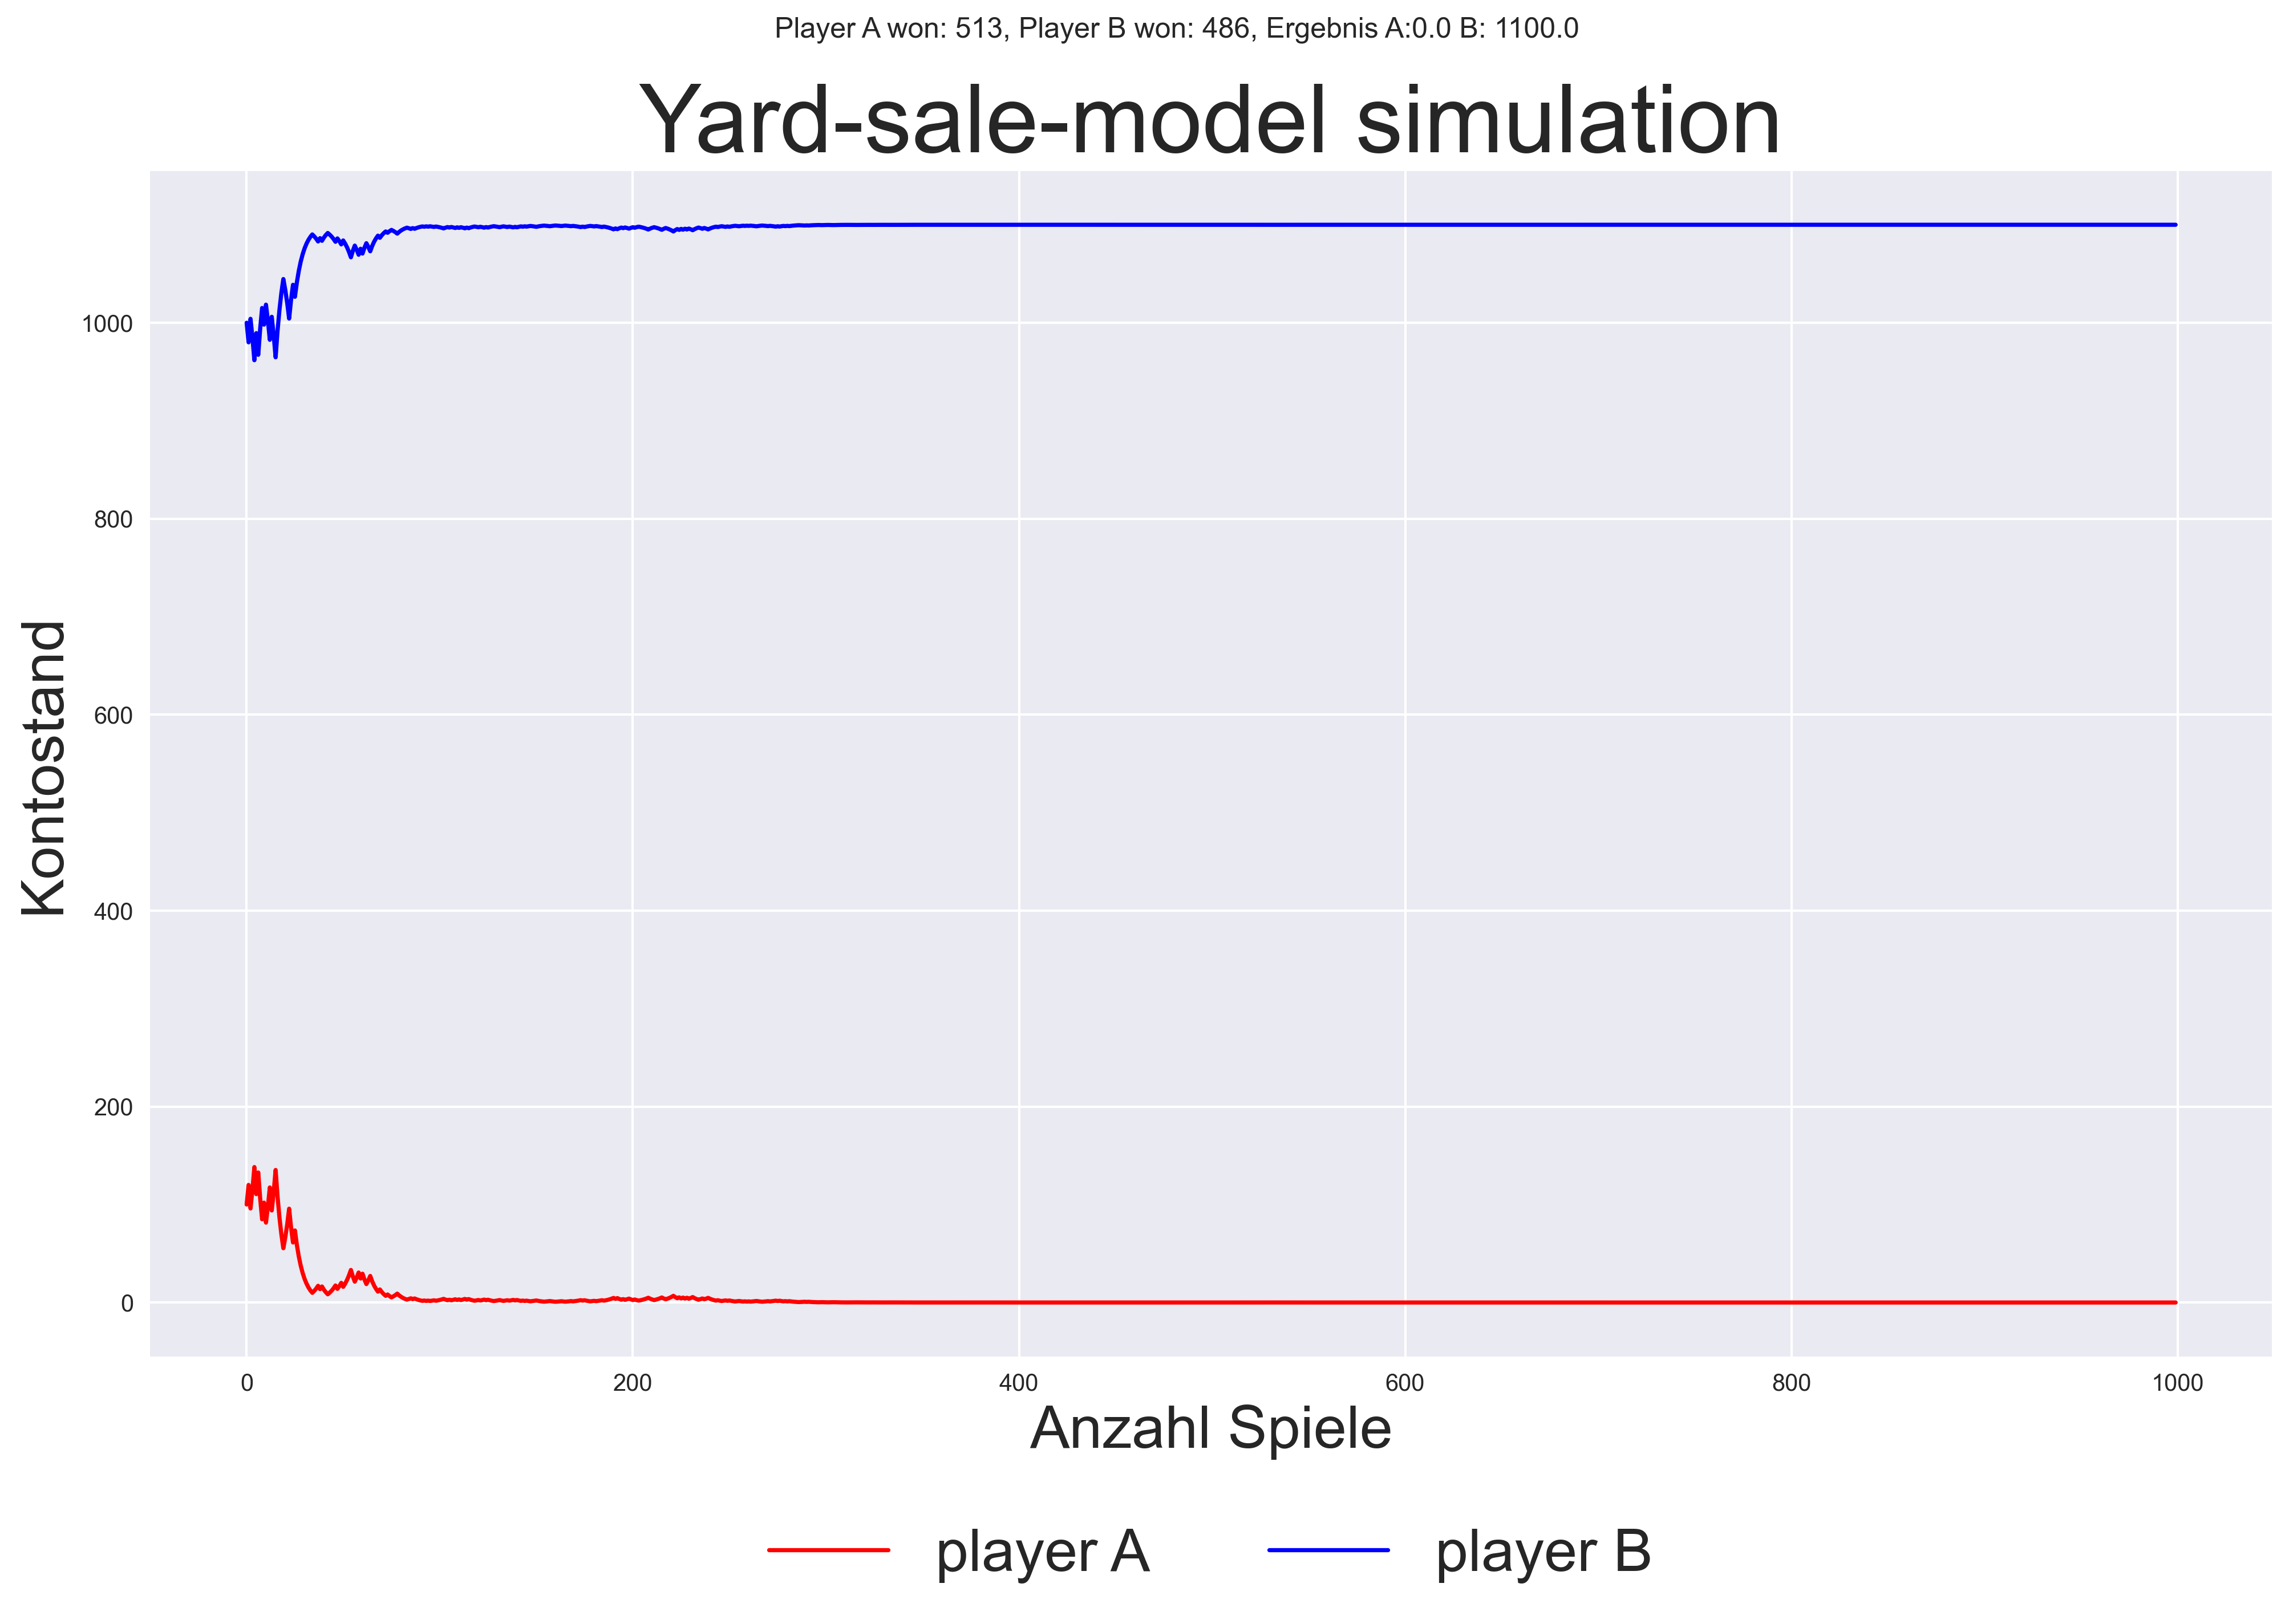 Player A won: 513, Player B won: 486, Ergebnis A:0.0 B: 1100.0
Yard-sale-model simulation
Kontostand
1000
800
600
400
200
0
0 200 400 600 800 1000
Anzahl Spiele
player A player B